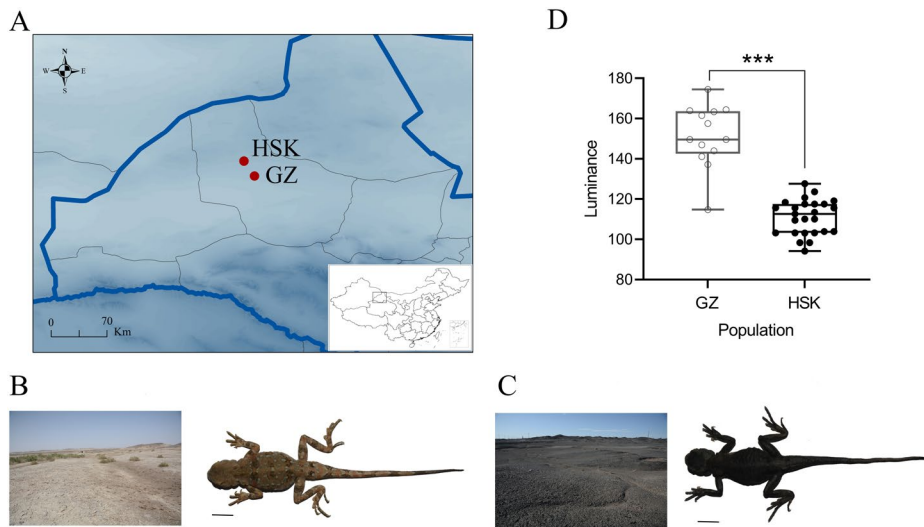 A
N
W E
S
HSK
GZ
0 70
Km
B
C
D
***
180
160
140
120
100
80
Luminance
GZ HSK
Population